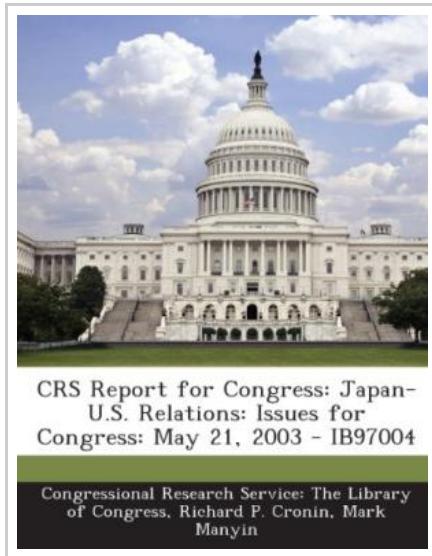 CRS Report for Congress: Japan-
U.S. Relations: Issues for
Congress: May 21, 2003 - IB97004
Congressional Research Service: The Library
of Congress, Richard P. Cronin, Mark
Manyin